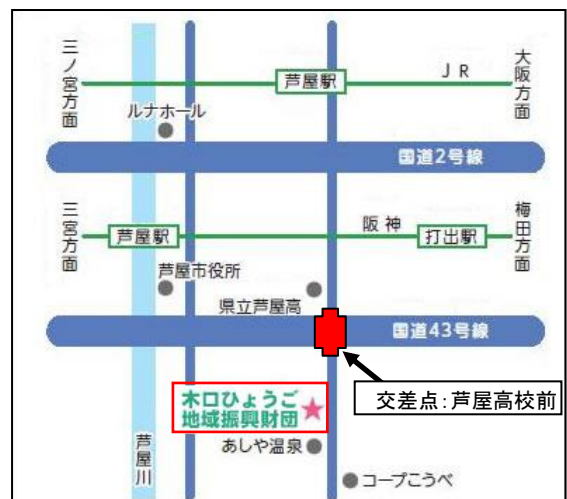 三ノ宮方面
芦屋駅
JR
大阪方面
ルナホール
国道2号線
三宮方面
芦屋駅
阪神
打出駅
梅田方面
芦屋市役所
県立芦屋高
国道43号線
木口ひょうご
地域振興財団
交差点:芦屋高校前
芦屋川
あしや温泉
コープこうべ